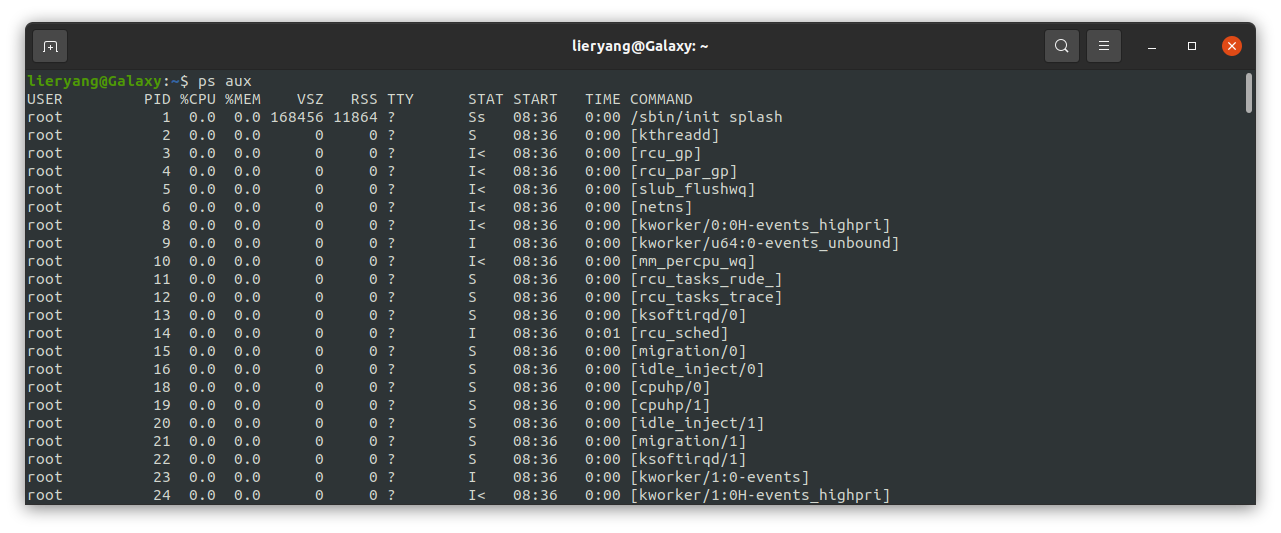 lieryang@Galaxy: ~
lieryang@Galaxy:~$ ps aux
USER         PID %CPU %MEM    VSZ   RSS TTY      STAT START   TIME COMMAND
root           1  0.0  0.0 168456 11864 ?        Ss   08:36   0:00 /sbin/init splash
root           2  0.0  0.0      0     0 ?        S    08:36   0:00 [kthreadd]
root           3  0.0  0.0      0     0 ?        I<   08:36   0:00 [rcu_gp]
root           4  0.0  0.0      0     0 ?        I<   08:36   0:00 [rcu_par_gp]
root           5  0.0  0.0      0     0 ?        I<   08:36   0:00 [slub_flushwq]
root           6  0.0  0.0      0     0 ?        I<   08:36   0:00 [netns]
root           8  0.0  0.0      0     0 ?        I<   08:36   0:00 [kworker/0:0H-events_highpri]
root           9  0.0  0.0      0     0 ?        I    08:36   0:00 [kworker/u64:0-events_unbound]
root          10  0.0  0.0      0     0 ?        I<   08:36   0:00 [mm_percpu_wq]
root          11  0.0  0.0      0     0 ?        S    08:36   0:00 [rcu_tasks_rude_]
root          12  0.0  0.0      0     0 ?        S    08:36   0:00 [rcu_tasks_trace]
root          13  0.0  0.0      0     0 ?        S    08:36   0:00 [ksoftirqd/0]
root          14  0.0  0.0      0     0 ?        I    08:36   0:01 [rcu_sched]
root          15  0.0  0.0      0     0 ?        S    08:36   0:00 [migration/0]
root          16  0.0  0.0      0     0 ?        S    08:36   0:00 [idle_inject/0]
root          18  0.0  0.0      0     0 ?        S    08:36   0:00 [cpuhp/0]
root          19  0.0  0.0      0     0 ?        S    08:36   0:00 [cpuhp/1]
root          20  0.0  0.0      0     0 ?        S    08:36   0:00 [idle_inject/1]
root          21  0.0  0.0      0     0 ?        S    08:36   0:00 [migration/1]
root          22  0.0  0.0      0     0 ?        S    08:36   0:00 [ksoftirqd/1]
root          23  0.0  0.0      0     0 ?        I    08:36   0:00 [kworker/1:0-events]
root          24  0.0  0.0      0     0 ?        I<   08:36   0:00 [kworker/1:0H-events_highpri]